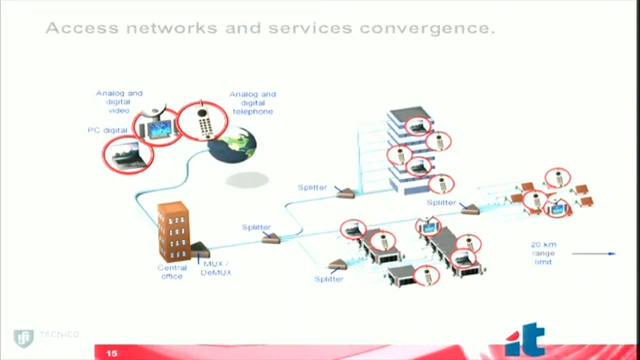 Access networks and services convergence.
Analog and
digital
video
Analog and
digital
telephone
PC digital
Splitter
Splitter
Splitter
Splitter
Central
office
MUX /
DeMUX
20 km
range
limit
TÉCNICO
15
it